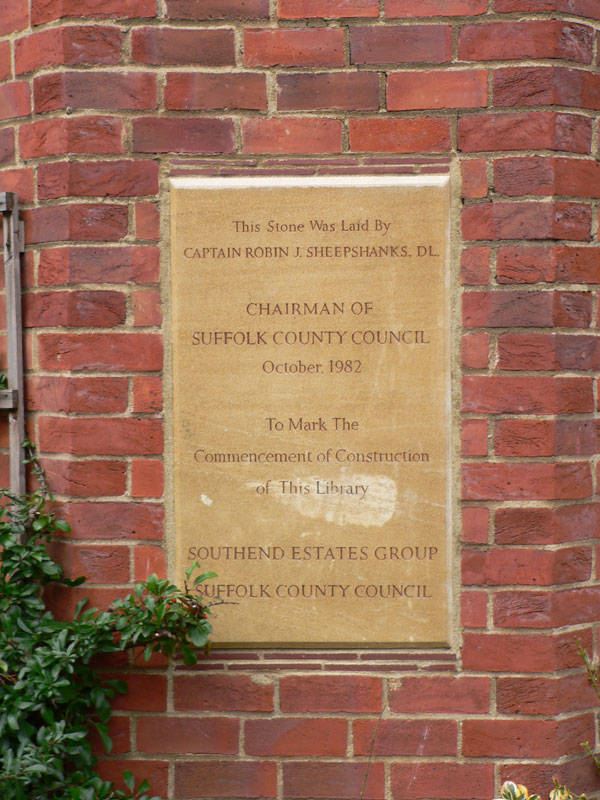 This Stone Was Laid By
CAPTAIN ROBIN J. SHEEPSHANKS, DL.
CHAIRMAN OF
SUFFOLK COUNTY COUNCIL
October, 1982
To Mark The
Commencement of Construction
of This Library
SOUTHEND ESTATES GROUP
SUFFOLK COUNTY COUNCIL